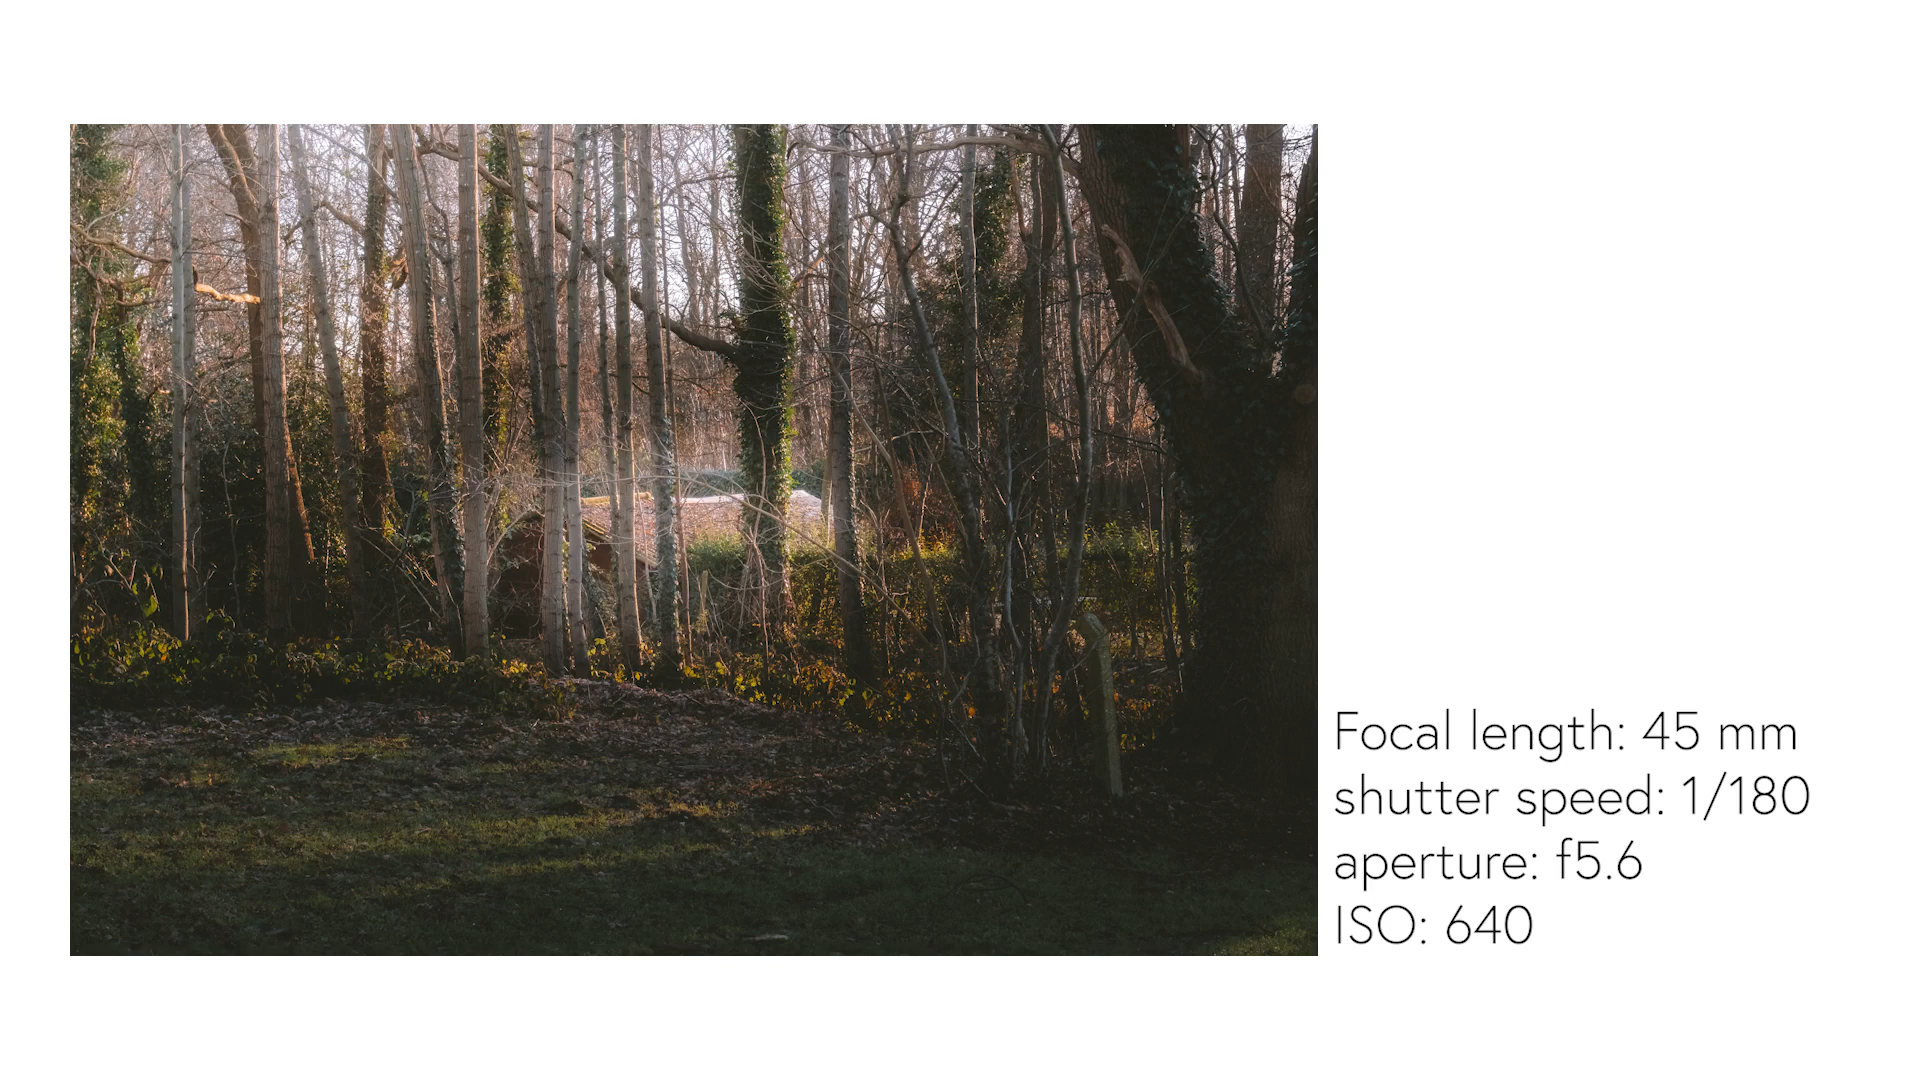 Focal length: 45 mm
shutter speed: 1/180
aperture: f5.6
ISO: 640